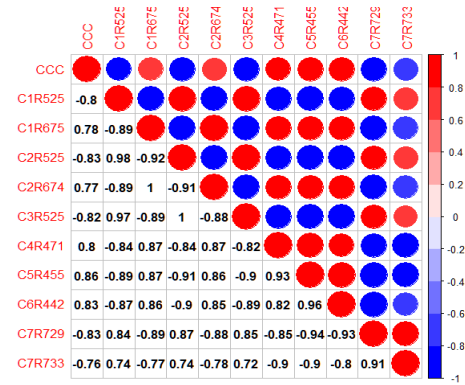 CCC C1R525 C1R675 C2R525 C2R674 C3R525 C4R471 C5R455 C6R442 C7R729 C7R733
CCC
C1R525 -0.8
C1R675 0.78 -0.89
C2R525 -0.83 0.98 -0.92
C2R674 0.77 -0.89 1 -0.91
C3R525 -0.82 0.97 -0.89 1 -0.88
C4R471 0.8 -0.84 0.87 -0.84 0.87 -0.82
C5R455 0.86 -0.89 0.87 -0.91 0.86 -0.9 0.93
C6R442 0.83 -0.87 0.86 -0.9 0.85 -0.89 0.82 0.96
C7R729 -0.83 0.84 -0.89 0.87 -0.88 0.85 -0.85 -0.94 -0.93
C7R733 -0.76 0.74 -0.77 0.74 -0.78 0.72 -0.9 -0.9 -0.8 0.91
1
0.8
0.6
0.4
0.2
0
-0.2
-0.4
-0.6
-0.8
-1